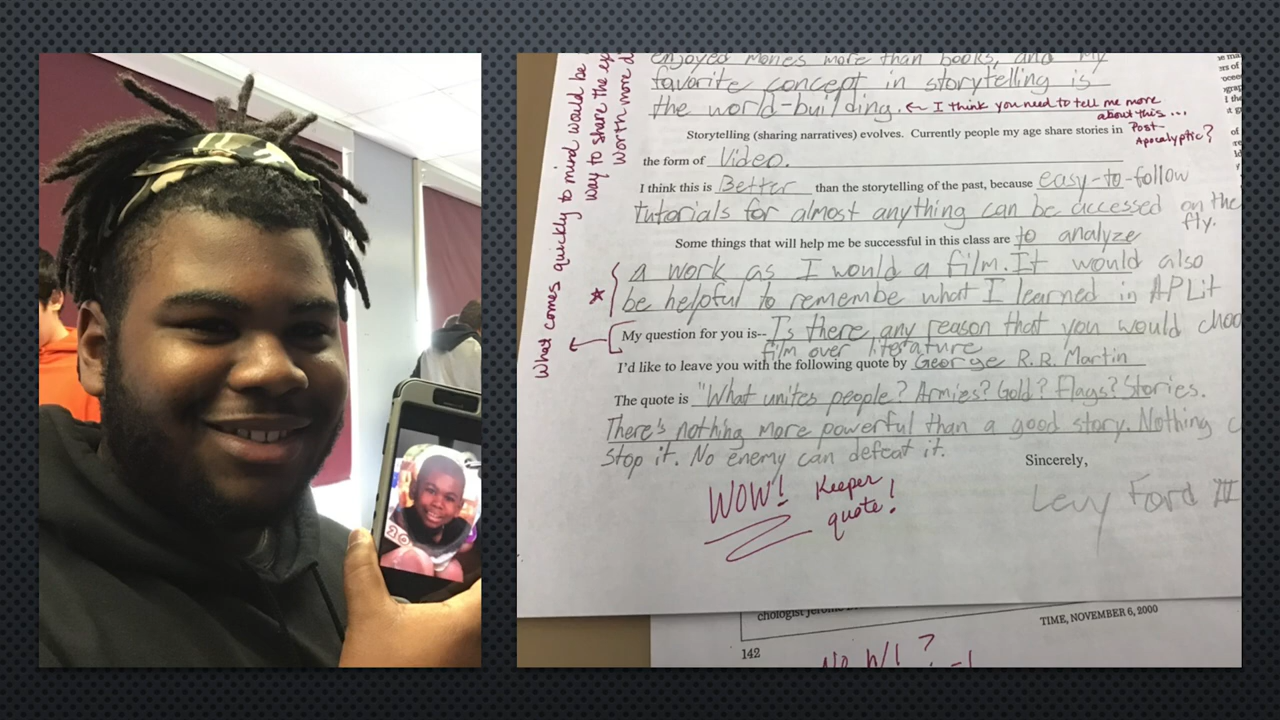 20
enjoyed movies more than books, and my
favorite concept in storytelling is
the world-building. ← I think you need to tell me more
about this...
Post-
Apocalyptic?
Storytelling (sharing narratives) evolves. Currently people my age share stories in
the form of Video.
I think this is Better than the storytelling of the past, because easy-to-follow
tutorials for almost anything can be accessed on the
fly.
Some things that will help me be successful in this class are to analyze
a work as I would a film. It would also
be helpful to remembe what I learned in AP Lit
My question for you is-- Is there any reason that you would choo
film over literature
I'd like to leave you with the following quote by George R.R. Martin
The quote is "What unites people? Armies? Gold? Flags? Stories.
There's nothing more powerful than a good story. Nothing c
stop it. No enemy can defeat it.
Sincerely,
Levy Ford III
WOW! Keeper
quote!
What comes quickly to mind would be
way to share the
Worth more
TIME, NOVEMBER 6, 2000
142
No h/1?